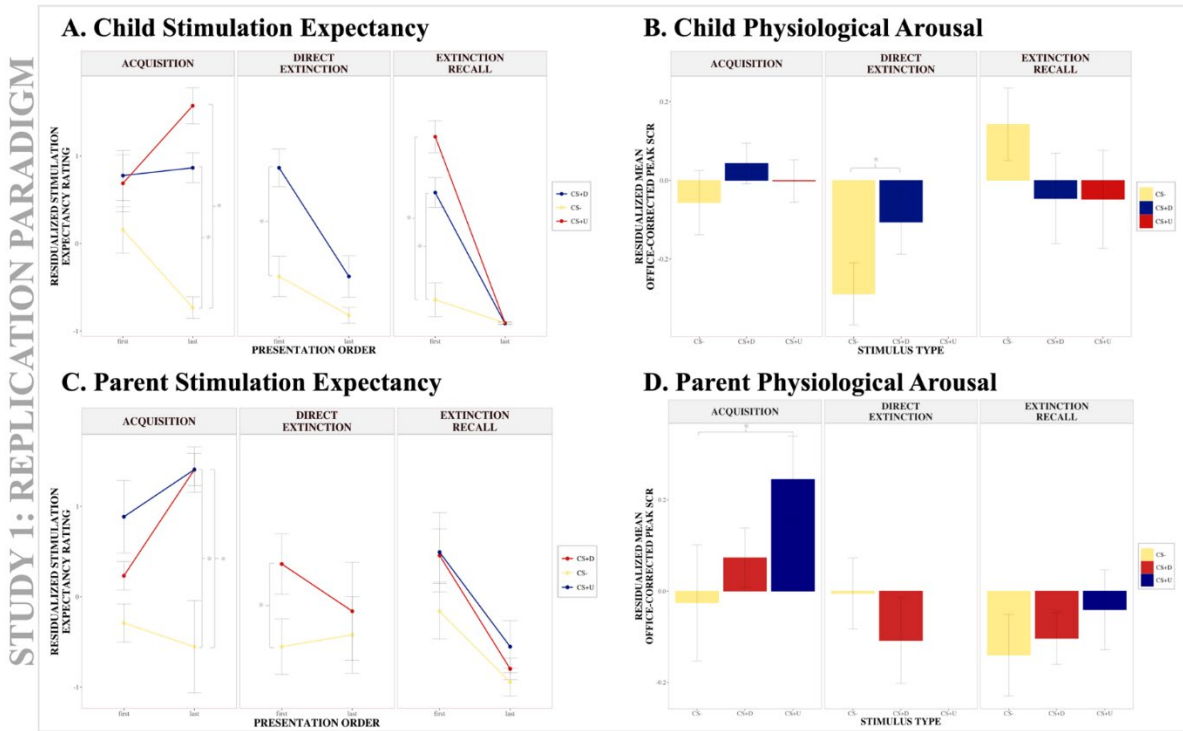 STUDY 1: REPLICATION PARADIGM
A. Child Stimulation Expectancy
ACQUISITION
DIRECT
EXTINCTION
EXTINCTION
RECALL
RESIDUALIZED STIMULATION
EXPECTANCY RATING
1
0
-1
first
last
first
last
first
last
PRESENTATION ORDER
CS+D
CS-
CS+U
B. Child Physiological Arousal
ACQUISITION
DIRECT
EXTINCTION
EXTINCTION
RECALL
RESIDUALIZED MEAN
OFFICE-CORRECTED PEAK SCR
0.2
0.0
-0.2
*
CS-
CS+D
CS+U
CS-
CS+D
CS+U
CS-
CS+D
CS+U
STIMULUS TYPE
CS-
CS+D
CS+U
C. Parent Stimulation Expectancy
ACQUISITION
DIRECT
EXTINCTION
EXTINCTION
RECALL
RESIDUALIZED STIMULATION
EXPECTANCY RATING
1
0
-1
first
last
first
last
first
last
PRESENTATION ORDER
CS+D
CS-
CS+U
D. Parent Physiological Arousal
ACQUISITION
DIRECT
EXTINCTION
EXTINCTION
RECALL
RESIDUALIZED MEAN
OFFICE-CORRECTED PEAK SCR
0.2
0.0
-0.2
*
CS-
CS+D
CS+U
CS-
CS+D
CS+U
CS-
CS+D
CS+U
STIMULUS TYPE
CS-
CS+D
CS+U